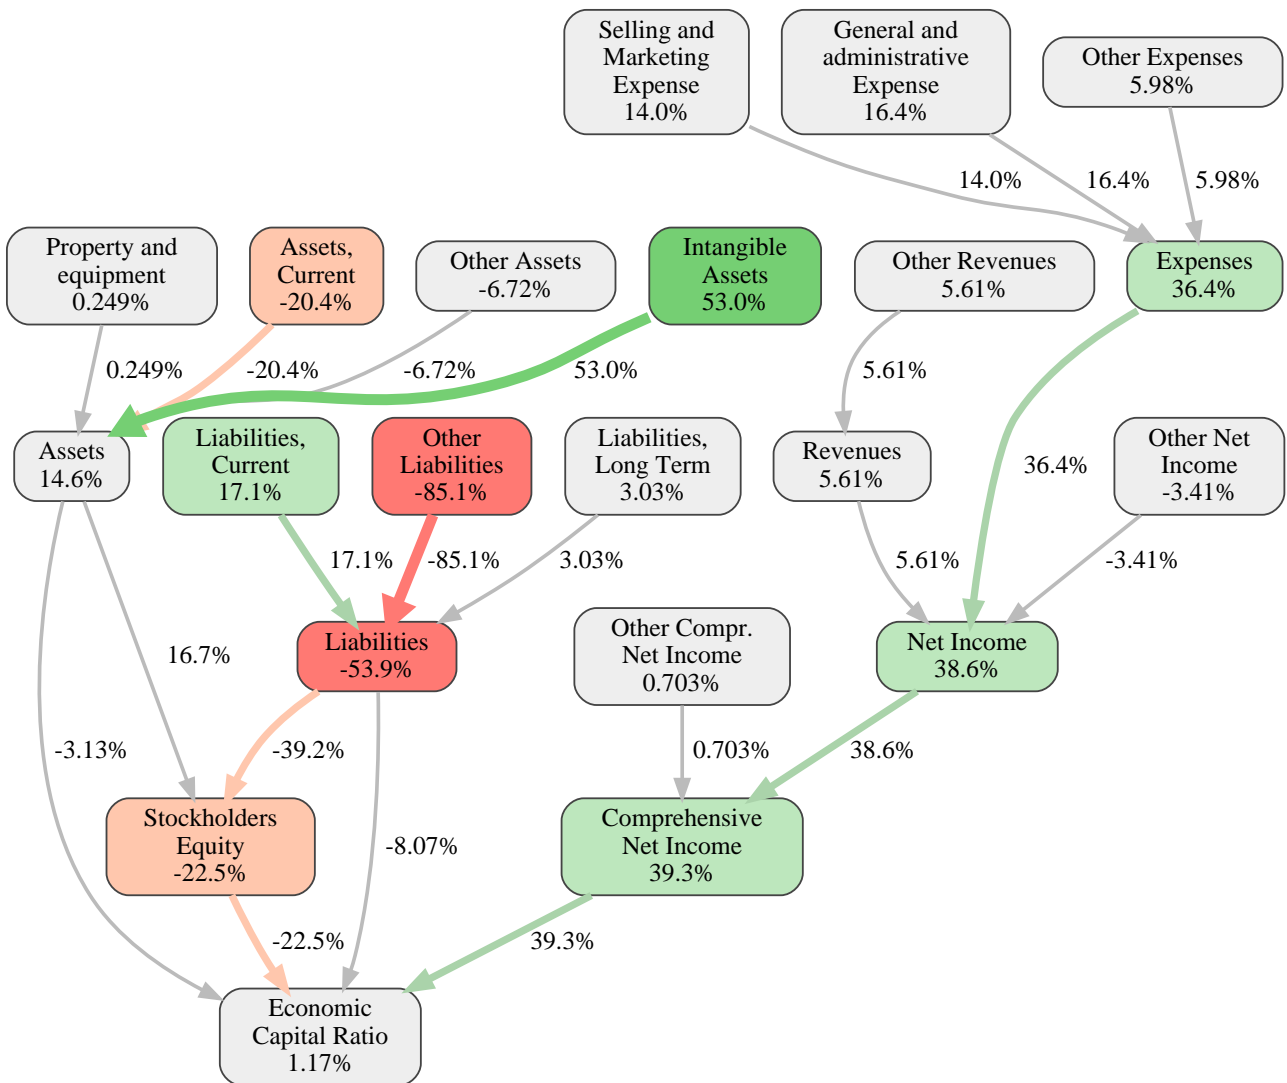 Selling and
Marketing
Expense
14.0%
General and
administrative
Expense
16.4%
Other Expenses
5.98%
14.0%
16.4%
5.98%
Property and
equipment
0.249%
Assets,
Current
-20.4%
Other Assets
-6.72%
Intangible
Assets
53.0%
Other Revenues
5.61%
Expenses
36.4%
0.249%
-20.4%
-6.72%
53.0%
5.61%
Assets
14.6%
Liabilities,
Current
17.1%
Other
Liabilities
-85.1%
Liabilities,
Long Term
3.03%
Revenues
5.61%
36.4%
Other Net
Income
-3.41%
17.1%
-85.1%
3.03%
5.61%
-3.41%
16.7%
Liabilities
-53.9%
Other Compr.
Net Income
0.703%
Net Income
38.6%
-3.13%
-39.2%
0.703%
38.6%
Stockholders
Equity
-22.5%
-8.07%
Comprehensive
Net Income
39.3%
-22.5%
39.3%
Economic
Capital Ratio
1.17%